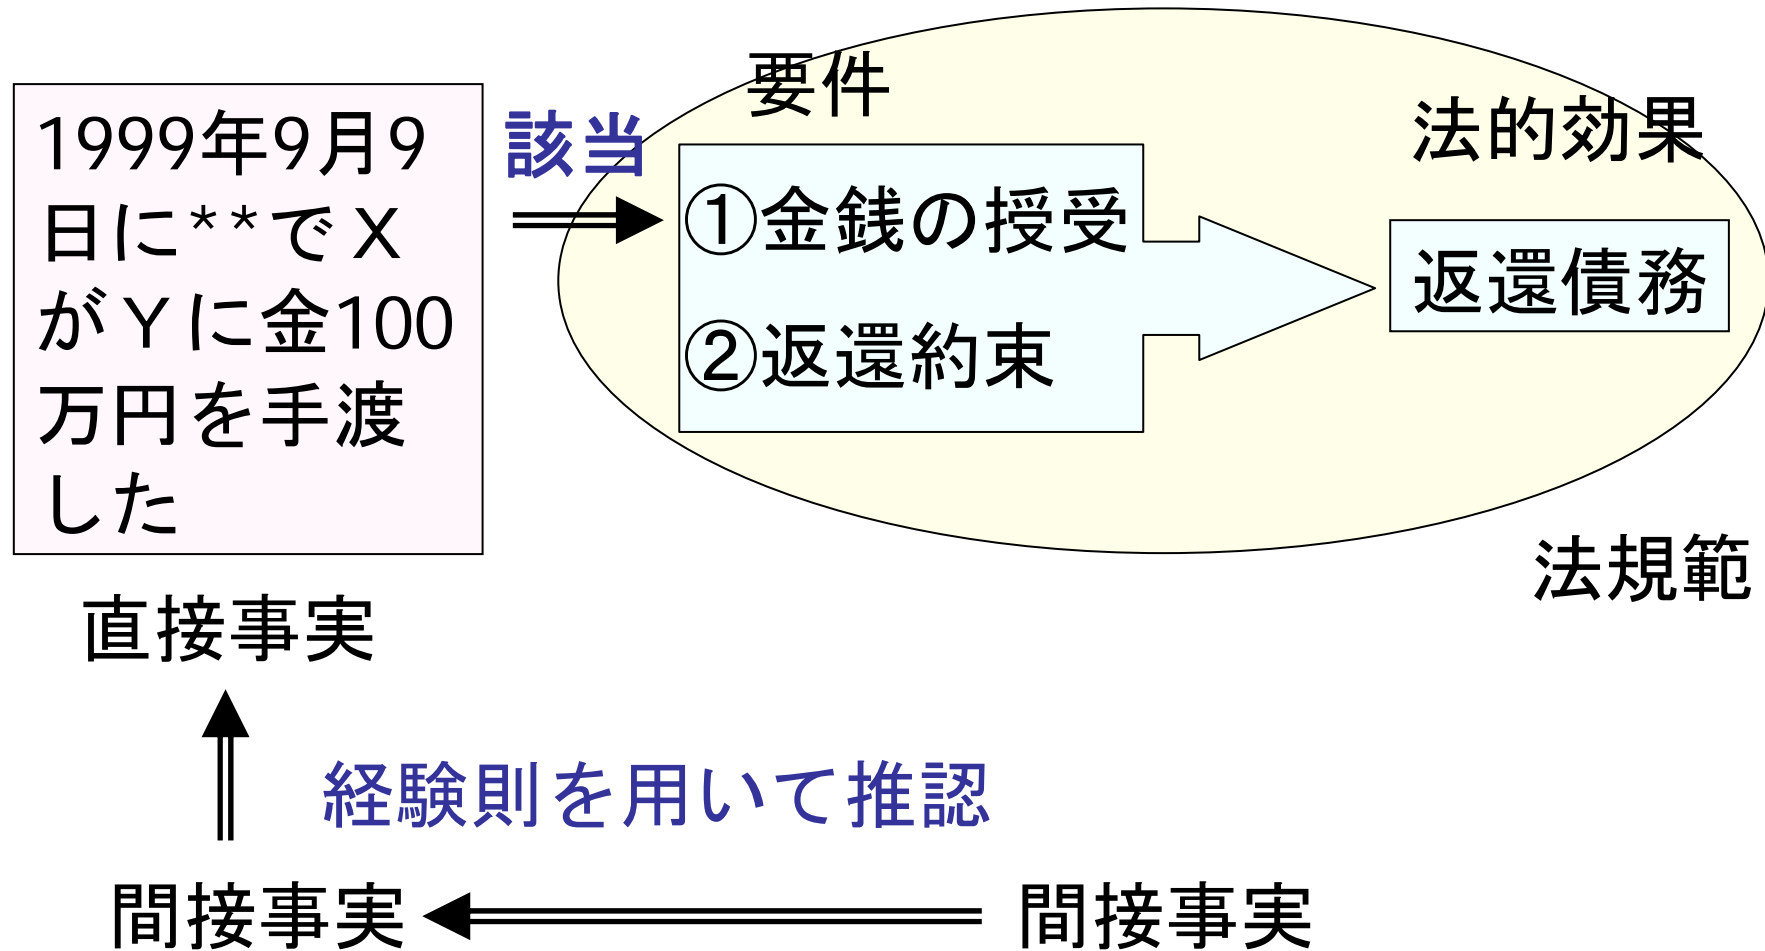 1999年9月9
日に**でX
がYに金100
万円を手渡
した
直接事実
該当
要件
①金銭の授受
②返還約束
法的効果
返還債務
法規範
経験則を用いて推認
間接事実
間接事実